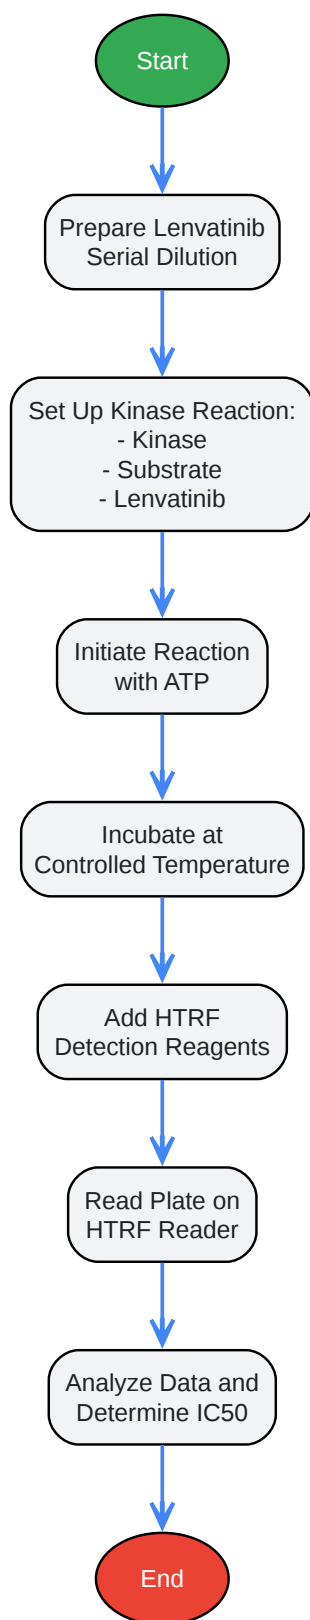 Start
Prepare Lenvatinib
Serial Dilution
Set Up Kinase Reaction:
- Kinase
- Substrate
- Lenvatinib
Initiate Reaction
with ATP
Incubate at
Controlled Temperature
Add HTRF
Detection Reagents
Read Plate on
HTRF Reader
Analyze Data and
Determine IC50
End